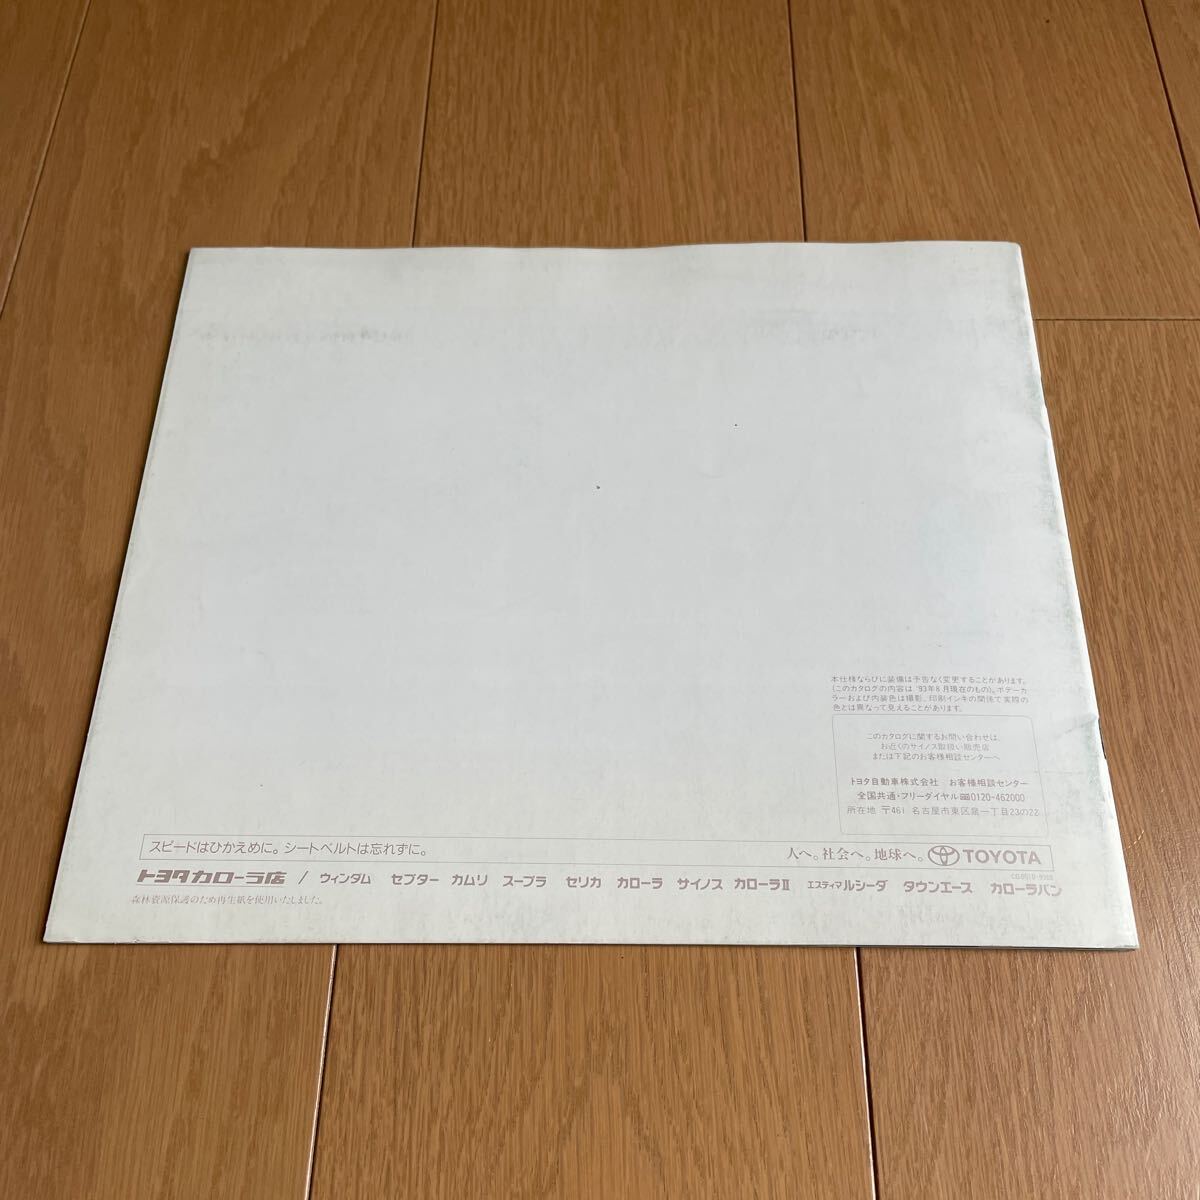 本仕様ならびに装備は予告なく変更することがあります。
(このカタログの内容は '93年8月現在のもの)。ボデーカ
ラーおよび内装色は撮影、印刷インキの関係で実際の
色とは異なって見えることがあります。
このカタログに関するお問い合わせは、
お近くのサイノス取扱い販売店
または下記のお客様相談センターへ
トヨタ自動車株式会社 お客様相談センター
全国共通・フリーダイヤル 0120-462000
所在地 〒461 名古屋市東区泉一丁目23の22
スピードはひかえめに。シートベルトは忘れずに。
人へ。社会へ。地球へ。 TOYOTA
トヨタカローラ店 / ウィンダム セプター カムリ スープラ セリカ カローラ サイノス カローラII エスティマルシーダ タウンエース カローラバン
森林資源保護のため再生紙を使用いたしました。